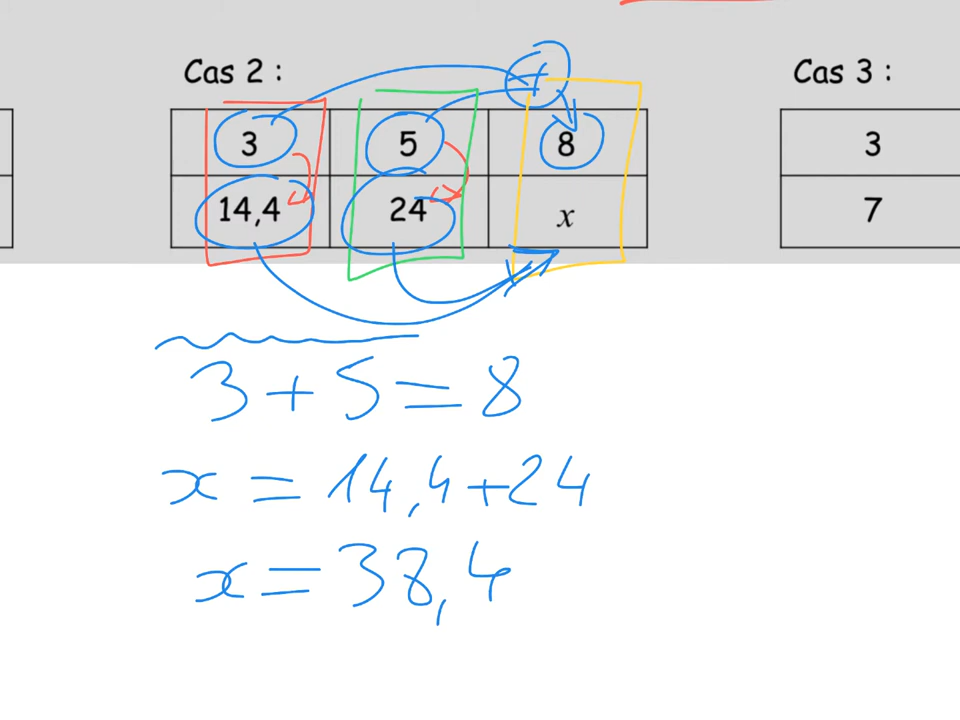 Cas 2 :
Cas 3 :
3 5 8
3
14,4 24 x
7
+
3 + 5 = 8
x = 14,4 + 24
x = 38,4